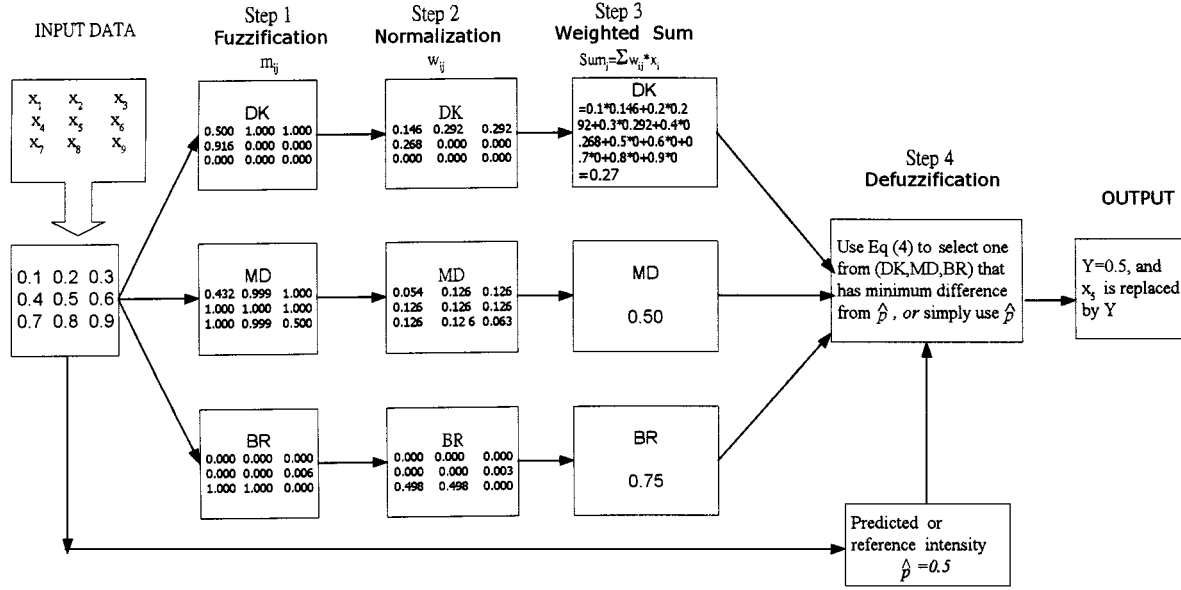 INPUT DATA
x1 x2 x3
x4 x5 x6
x7 x8 x9
0.1 0.2 0.3
0.4 0.5 0.6
0.7 0.8 0.9
Step 1
Fuzzification
mij
DK
0.500 1.000 1.000
0.916 0.000 0.000
0.000 0.000 0.000
MD
0.432 0.999 1.000
1.000 1.000 1.000
1.000 0.999 0.500
BR
0.000 0.000 0.000
0.000 0.000 0.006
1.000 1.000 0.000
Step 2
Normalization
wij
DK
0.146 0.292 0.292
0.268 0.000 0.000
0.000 0.000 0.000
MD
0.054 0.126 0.126
0.126 0.126 0.126
0.126 0.12 6 0.063
BR
0.000 0.000 0.000
0.000 0.000 0.003
0.498 0.498 0.000
Step 3
Weighted Sum
Sumj=Σwij*xi
DK
=0.1*0.146+0.2*0.2
92+0.3*0.292+0.4*0
.268+0.5*0+0.6*0+0
.7*0+0.8*0+0.9*0
=0.27
MD
0.50
BR
0.75
Step 4
Defuzzification
Use Eq (4) to select one
from (DK,MD,BR) that
has minimum difference
from p̂ , or simply use p̂
Predicted or
reference intensity
p̂ =0.5
OUTPUT
Y=0.5, and
x5 is replaced
by Y